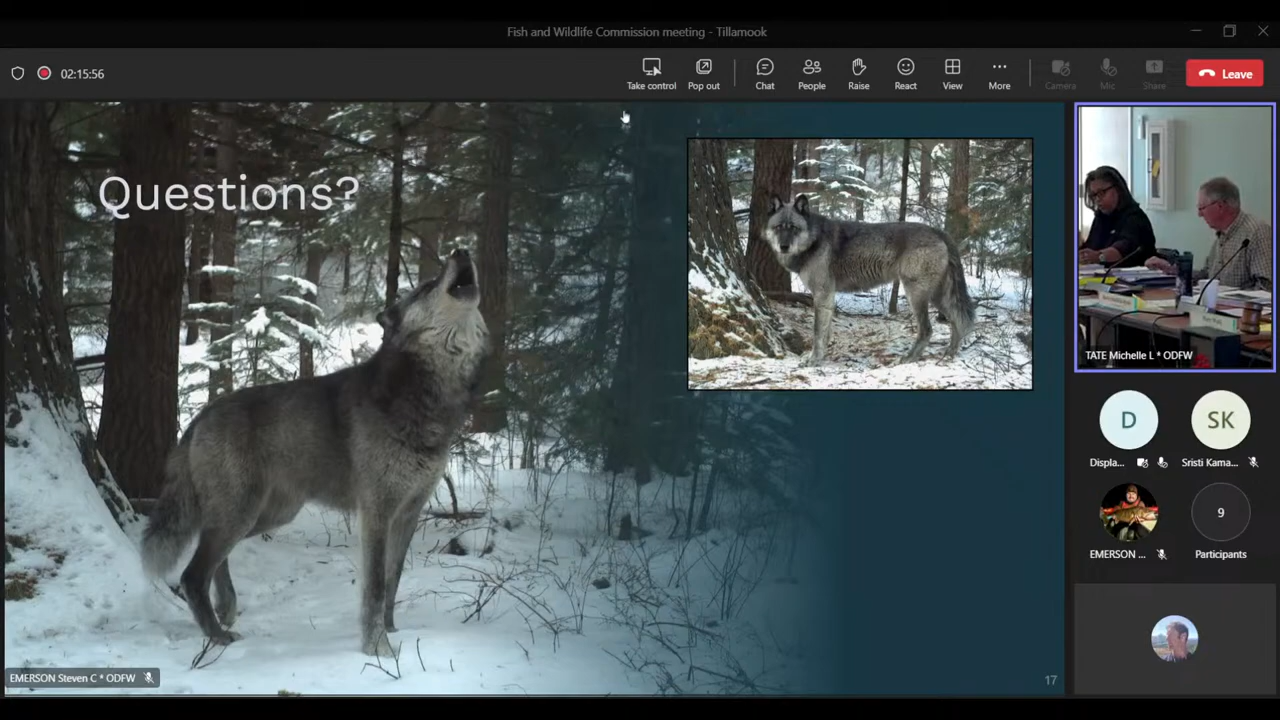 Fish and Wildlife Commission meeting - Tillamook
02:15:56
Take control
Pop out
Chat
People
Raise
React
View
More
Camera
Mic
Share
Leave
Questions?
17
EMERSON Steven C * ODFW
TATE Michelle L * ODFW
D
Displa...
SK
Sristi Kama...
EMERSON ...
9
Participants